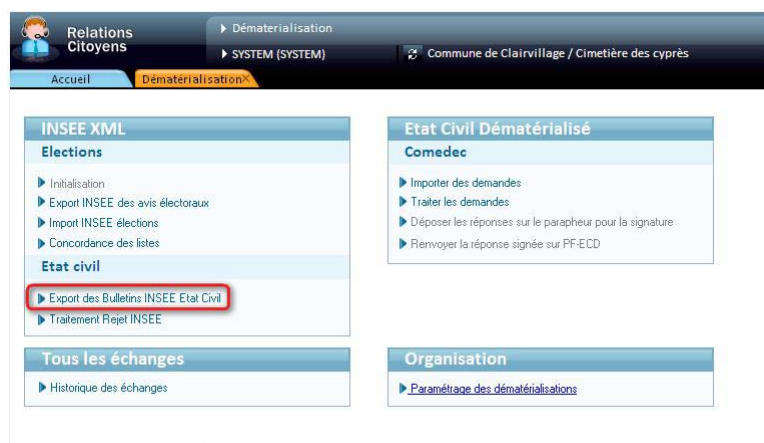 Relations
Citoyens
Dématerialisation
SYSTEM (SYSTEM)
Commune de Clairvillage / Cimetière des cyprès
Accueil
Dématérialisation
INSEE XML
Elections
Initialisation
Export INSEE des avis électoraux
Import INSEE élections
Concordance des listes
Etat civil
Export des Bulletins INSEE Etat Civil
Traitement Rejet INSEE
Etat Civil Dématérialisé
Comedec
Importer des demandes
Traiter les demandes
Déposer les réponses sur le parapheur pour la signature
Renvoyer la réponse signée sur PF-ECD
Tous les échanges
Historique des échanges
Organisation
Paramétrage des dématérialisations